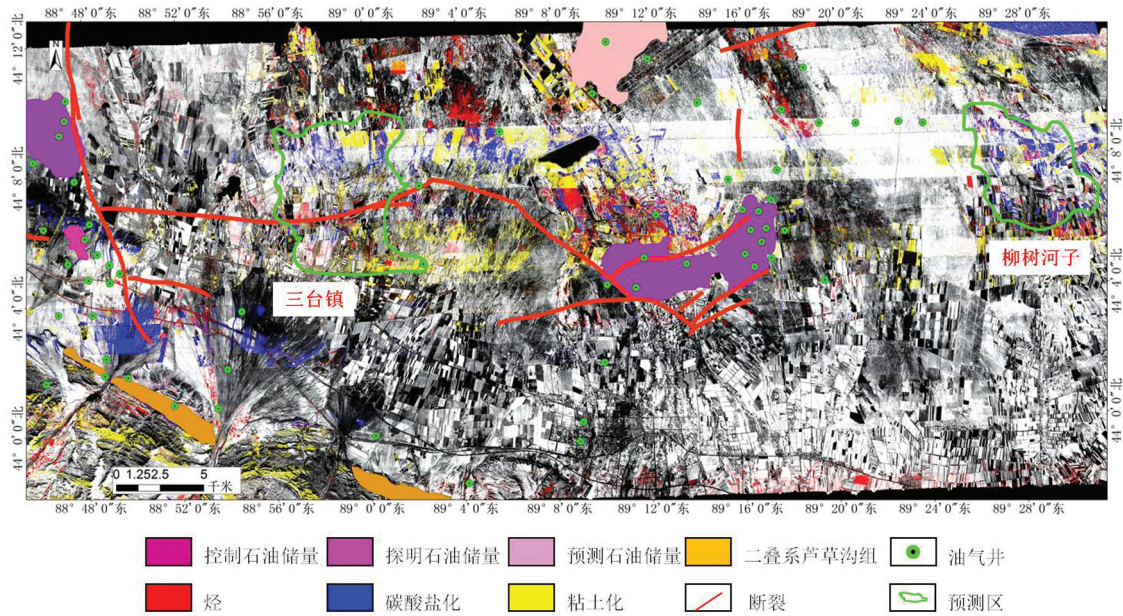 88° 48′0″东 88° 52′0″东 88° 56′0″东 89° 0′0″东 89° 4′0″东 89° 8′0″东 89° 12′0″东 89° 16′0″东 89° 20′0″东 89° 24′0″东 89° 28′0″东
44° 12′0″北
44° 12′0″北
N
44° 8′0″北
44° 8′0″北
44° 4′0″北
44° 4′0″北
三台镇
柳树河子
44° 0′0″北
44° 0′0″北
0 1.252.5 5
千米
88° 48′0″东 88° 52′0″东 88° 56′0″东 89° 0′0″东 89° 4′0″东 89° 8′0″东 89° 12′0″东 89° 16′0″东 89° 20′0″东 89° 24′0″东 89° 28′0″东
控制石油储量 探明石油储量 预测石油储量 二叠系芦草沟组 油气井
烃 碳酸盐化 粘土化 断裂 预测区